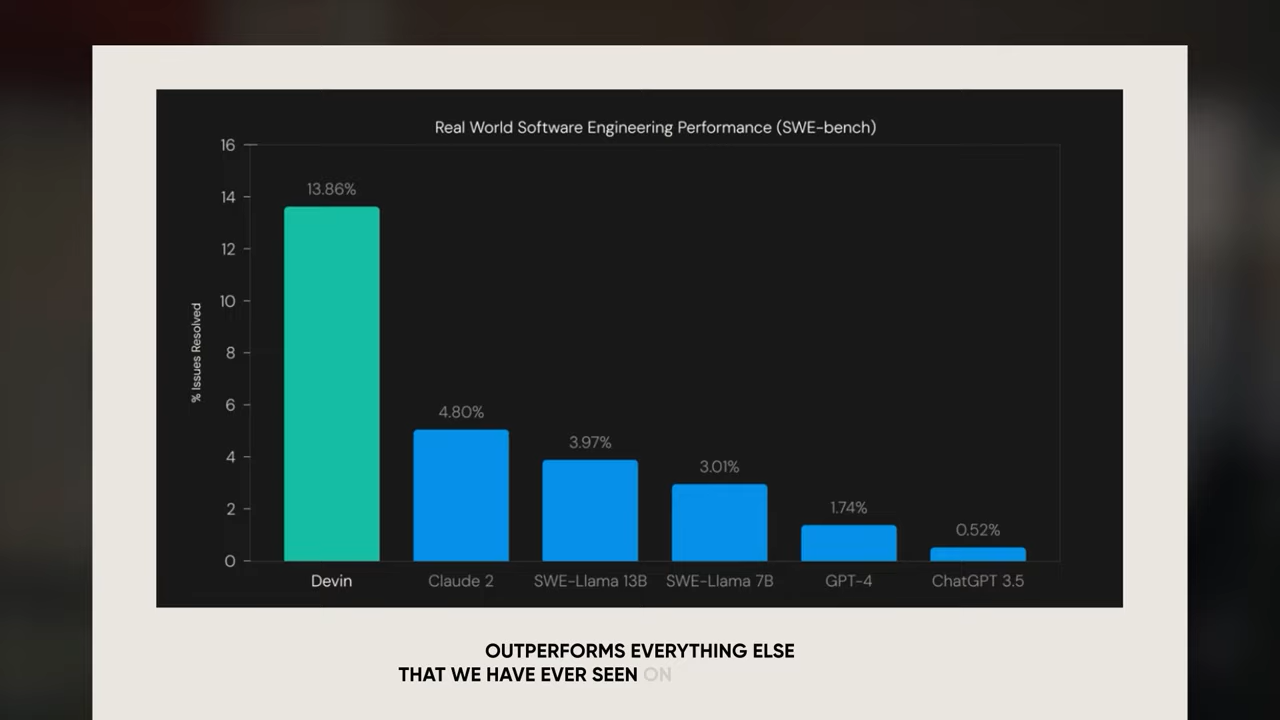 Real World Software Engineering Performance (SWE-bench)
16
14
12
10
8
6
4
2
0
% Issues Resolved
13.86%
4.80%
3.97%
3.01%
1.74%
0.52%
Devin
Claude 2
SWE-Llama 13B
SWE-Llama 7B
GPT-4
ChatGPT 3.5
OUTPERFORMS EVERYTHING ELSE
THAT WE HAVE EVER SEEN ON